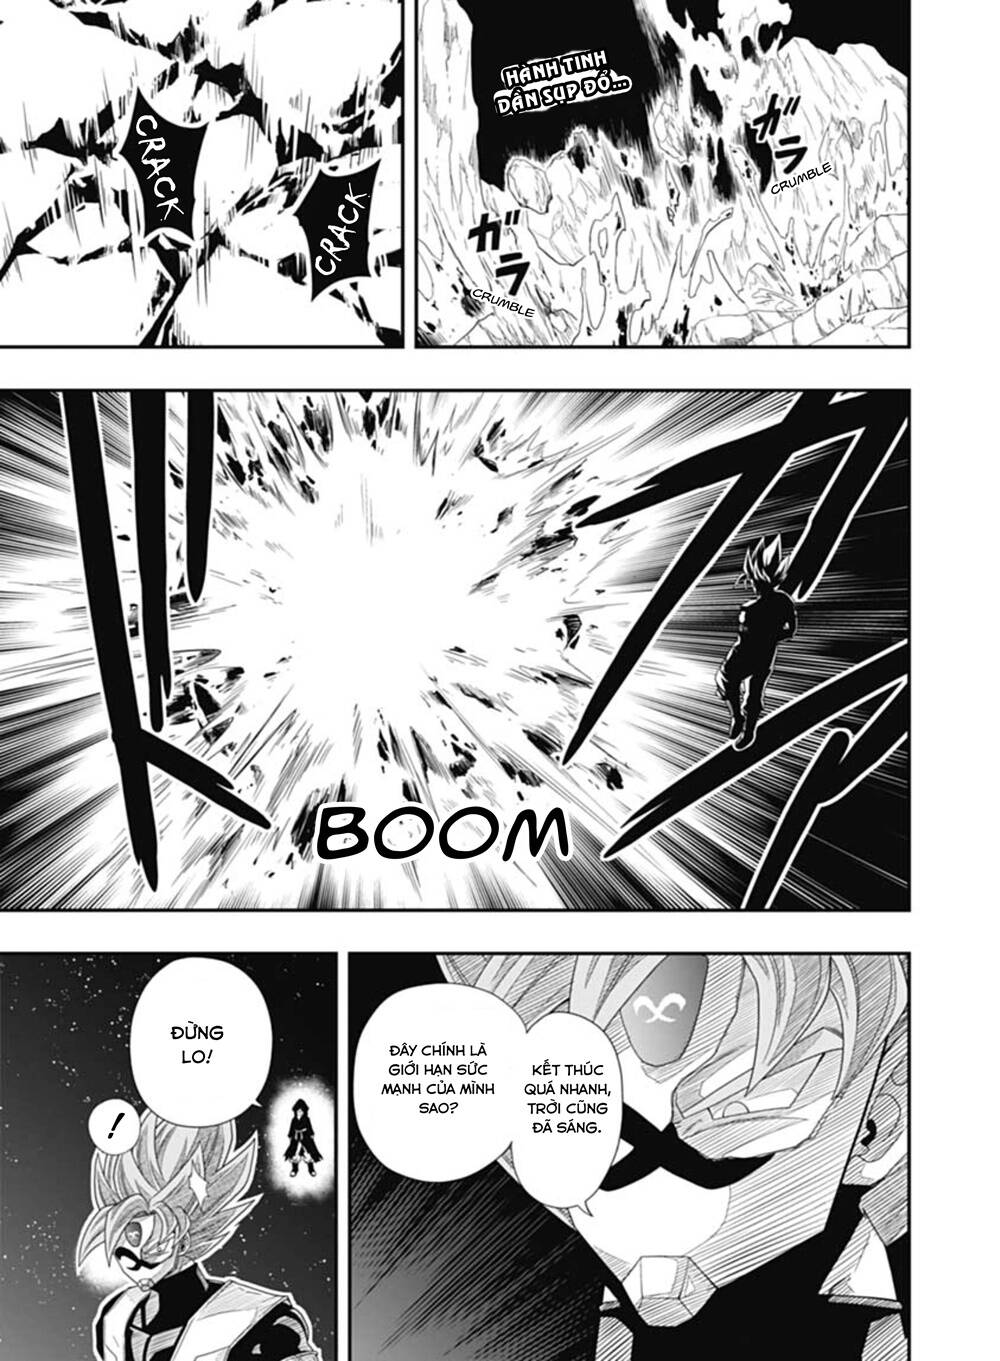 HÀNH TINH
DẦN SỤP ĐỔ...
ガラ
CRUMBLE
ガラ
CRUMBLE
CRACK
CRACK
BOOM
KẾT THÚC
QUÁ NHANH,
TRỜI CŨNG
ĐÃ SÁNG.
ĐÂY CHÍNH LÀ
GIỚI HẠN SỨC
MẠNH CỦA MÌNH
SAO?
ĐỪNG
LO!
!